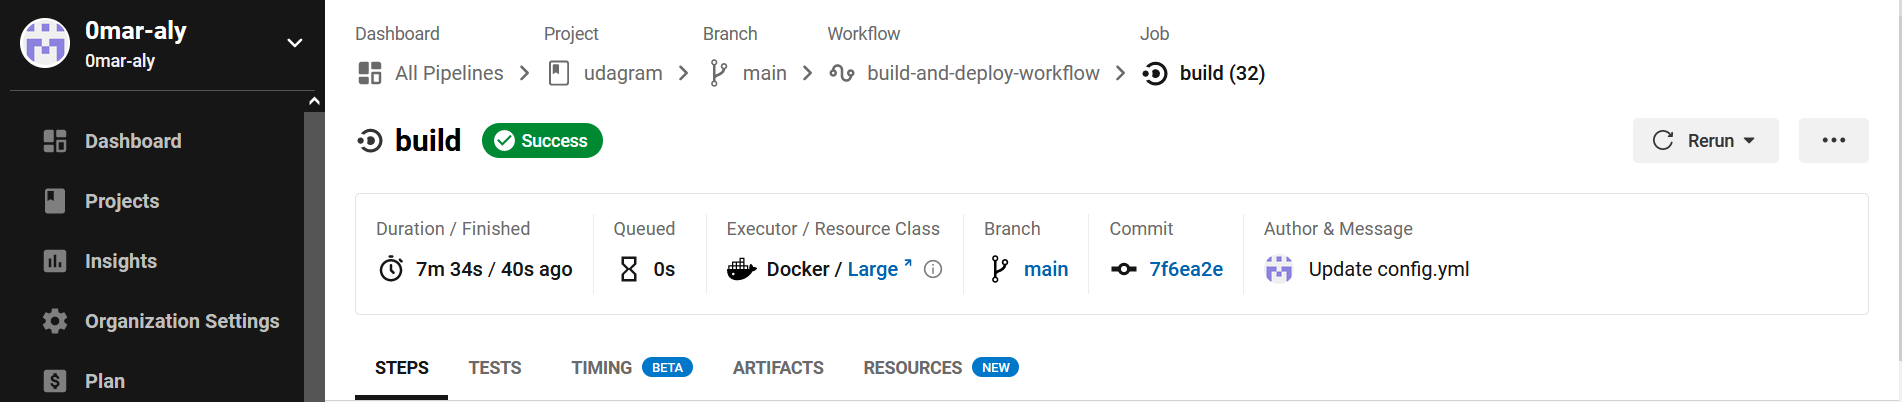 0mar-aly
0mar-aly
Dashboard
Projects
Insights
Organization Settings
Plan
Dashboard Project Branch Workflow Job
All Pipelines udagram main build-and-deploy-workflow build (32)
build Success Rerun
Duration / Finished Queued Executor / Resource Class Branch Commit Author & Message
7m 34s / 40s ago 0s Docker / Large main 7f6ea2e Update config.yml
STEPS TESTS TIMING BETA ARTIFACTS RESOURCES NEW